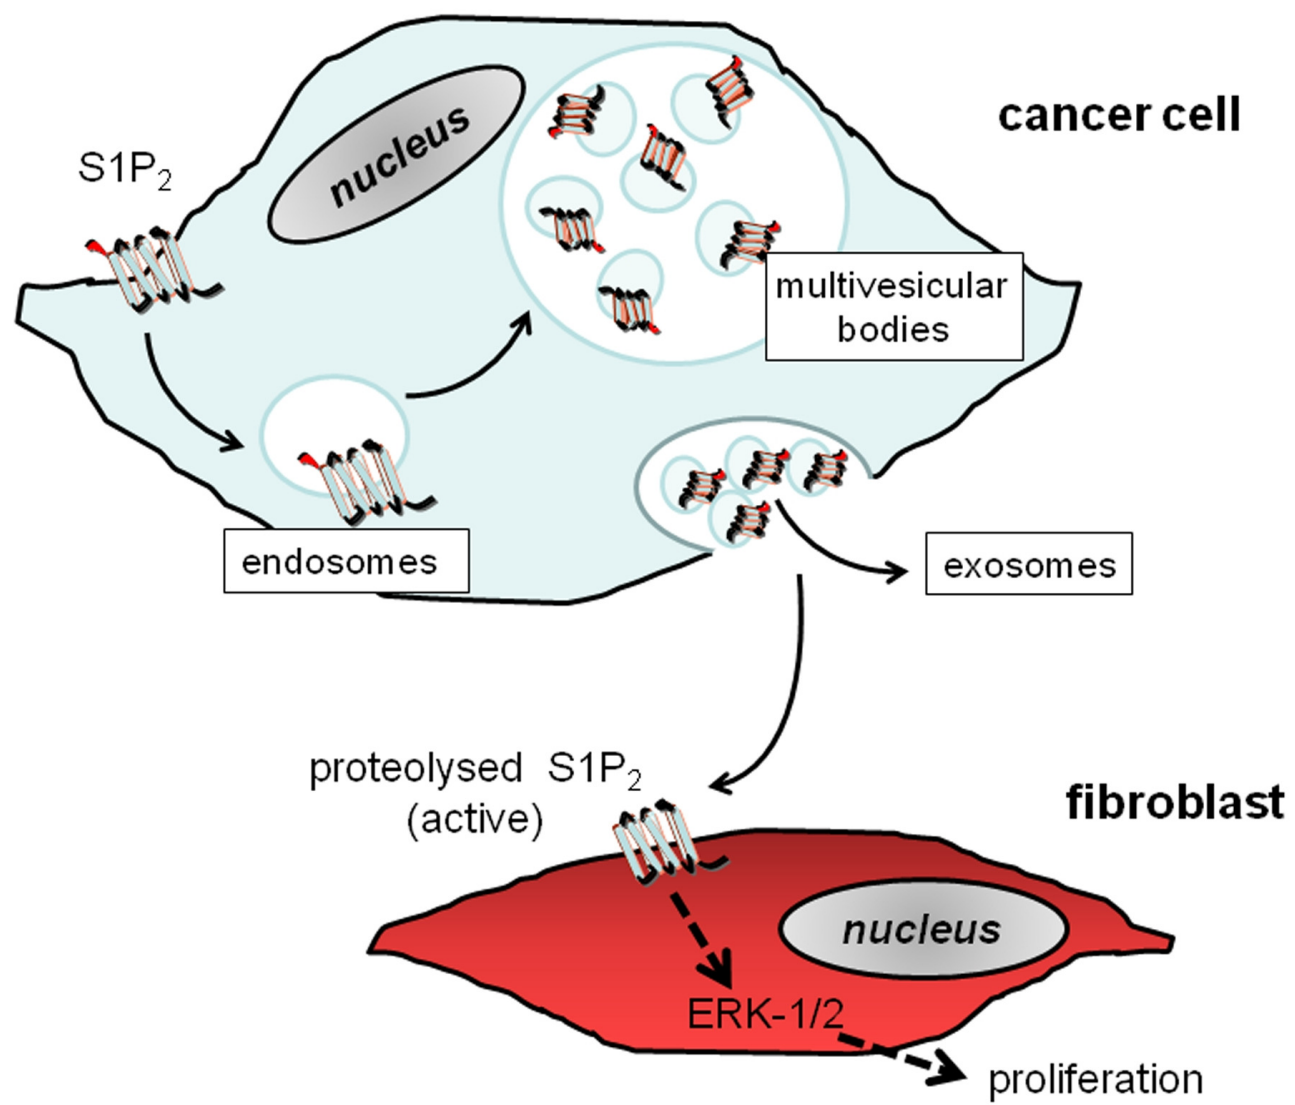 cancer cell
nucleus
S1P₂
multivesicular
bodies
endosomes
exosomes
proteolysed S1P₂
(active)
fibroblast
nucleus
ERK-1/2
proliferation